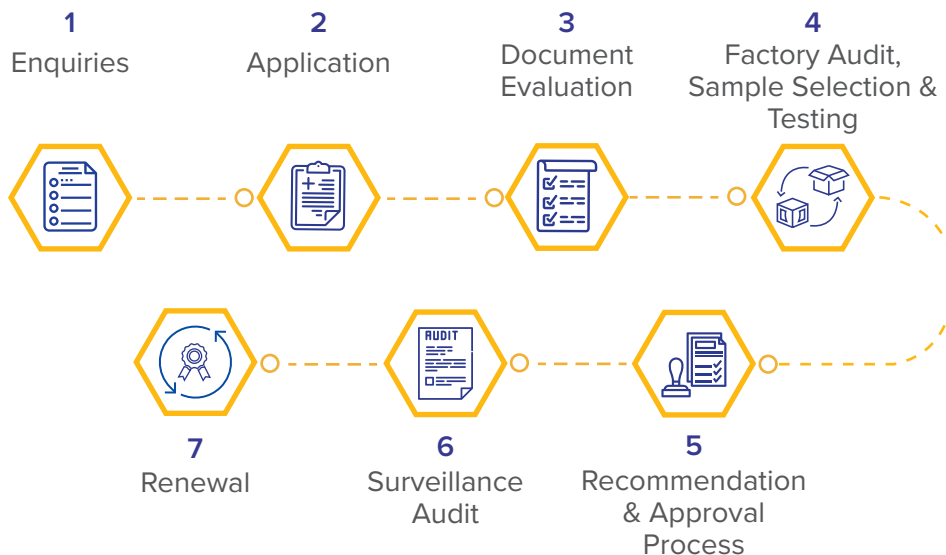 1
Enquiries
2
Application
3
Document
Evaluation
4
Factory Audit,
Sample Selection &
Testing
AUDIT
7
Renewal
6
Surveillance
Audit
5
Recommendation
& Approval
Process